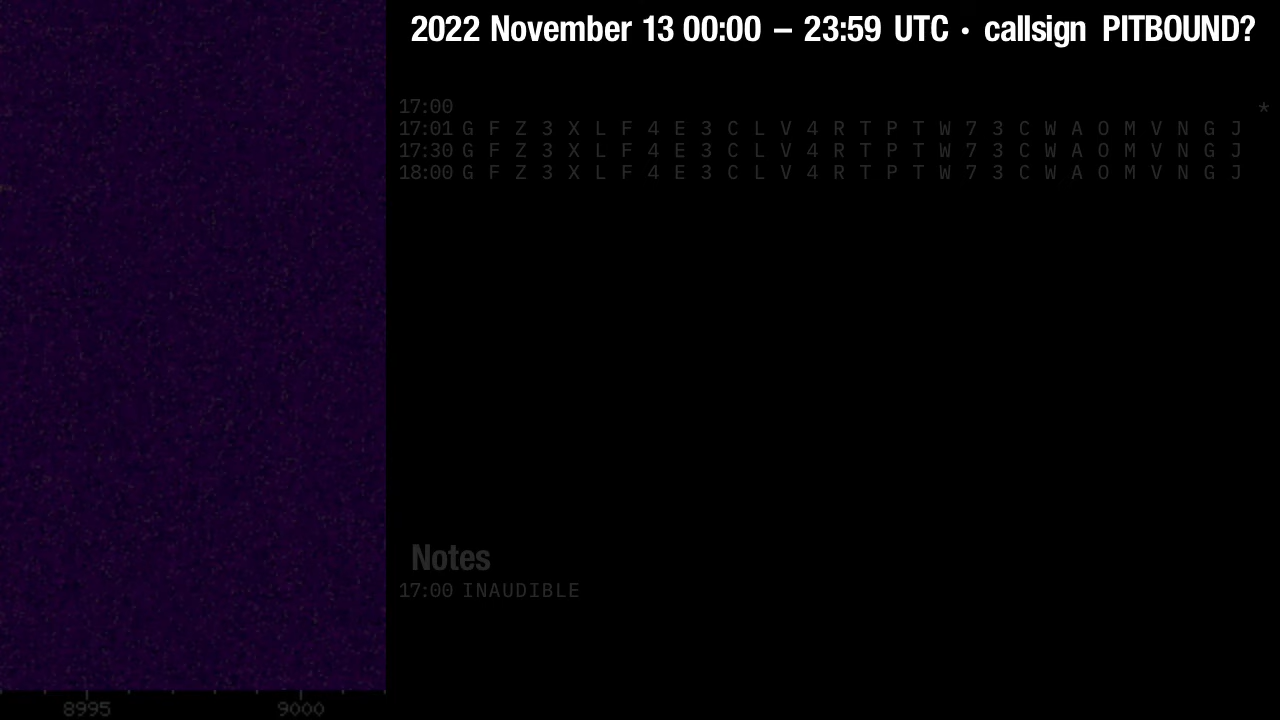 2022 November 13 00:00 – 23:59 UTC · callsign PITBOUND?
17:00 *
17:01 G F Z 3 X L F 4 E 3 C L V 4 R T P T W 7 3 C W A O M V N G J
17:30 G F Z 3 X L F 4 E 3 C L V 4 R T P T W 7 3 C W A O M V N G J
18:00 G F Z 3 X L F 4 E 3 C L V 4 R T P T W 7 3 C W A O M V N G J
Notes
17:00 INAUDIBLE
8995 9000